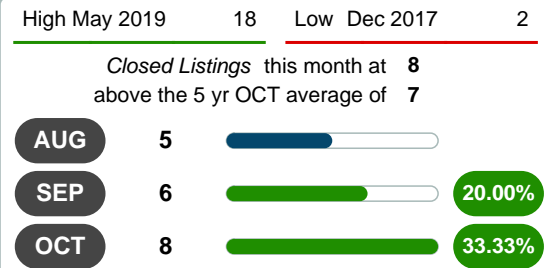 High May 2019 18 Low Dec 2017 2
Closed Listings this month at 8
above the 5 yr OCT average of 7
AUG 5
SEP 6 20.00%
OCT 8 33.33%